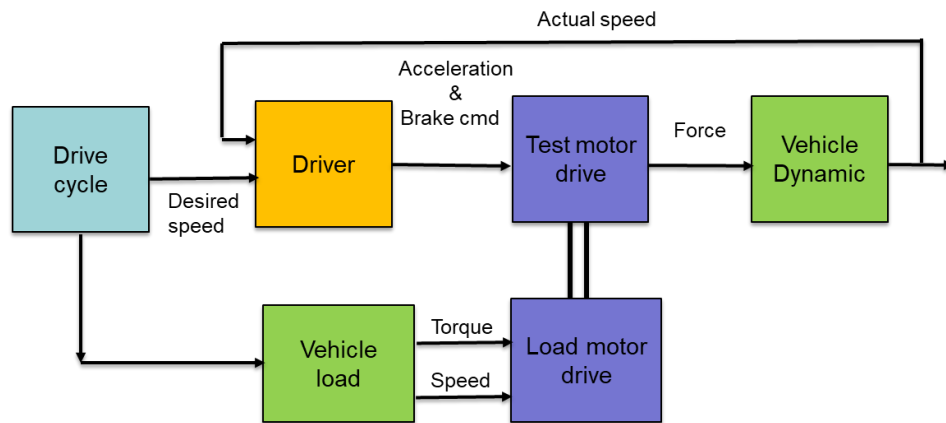 Actual speed
Acceleration
&
Brake cmd
Drive
cycle
Desired
speed
Driver
Test motor
drive
Force
Vehicle
Dynamic
Vehicle
load
Torque
Speed
Load motor
drive